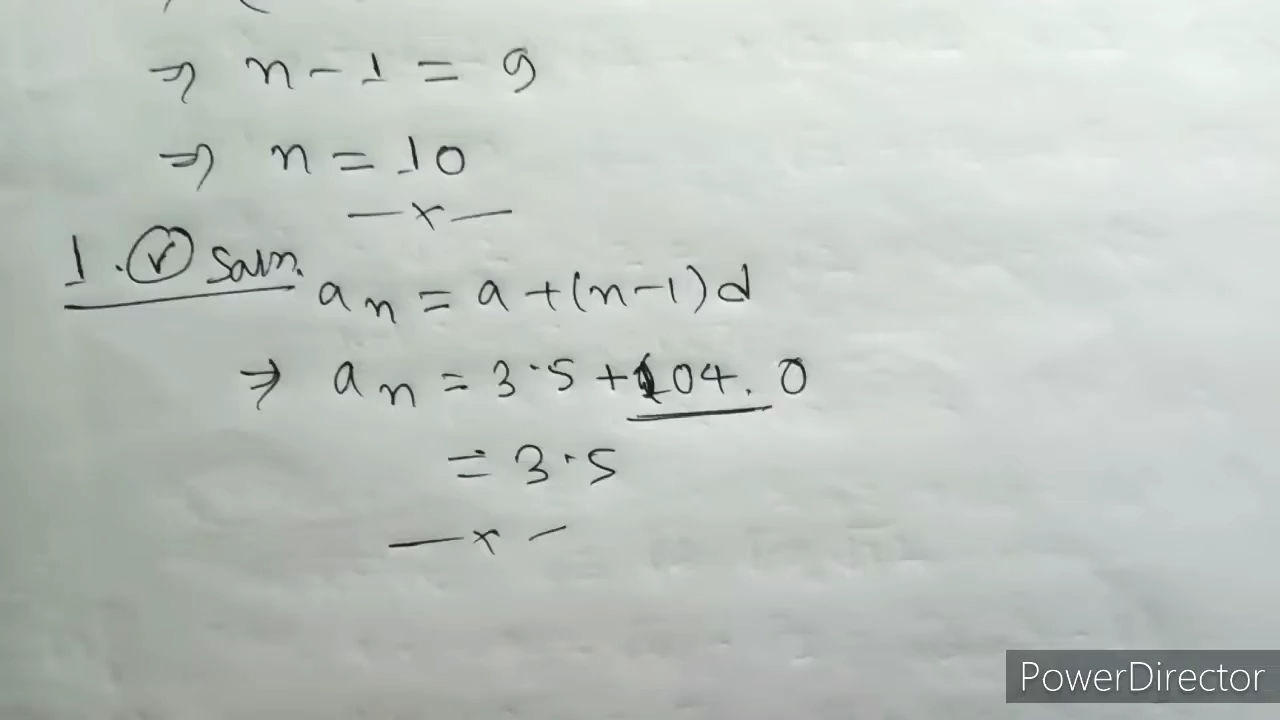 ⇒ n - 1 = 9
⇒ n = 10
— x —
1. (v) Soln.
an = a + (n-1)d
⇒ an = 3.5 + 104. 0
= 3.5
— x —
PowerDirector